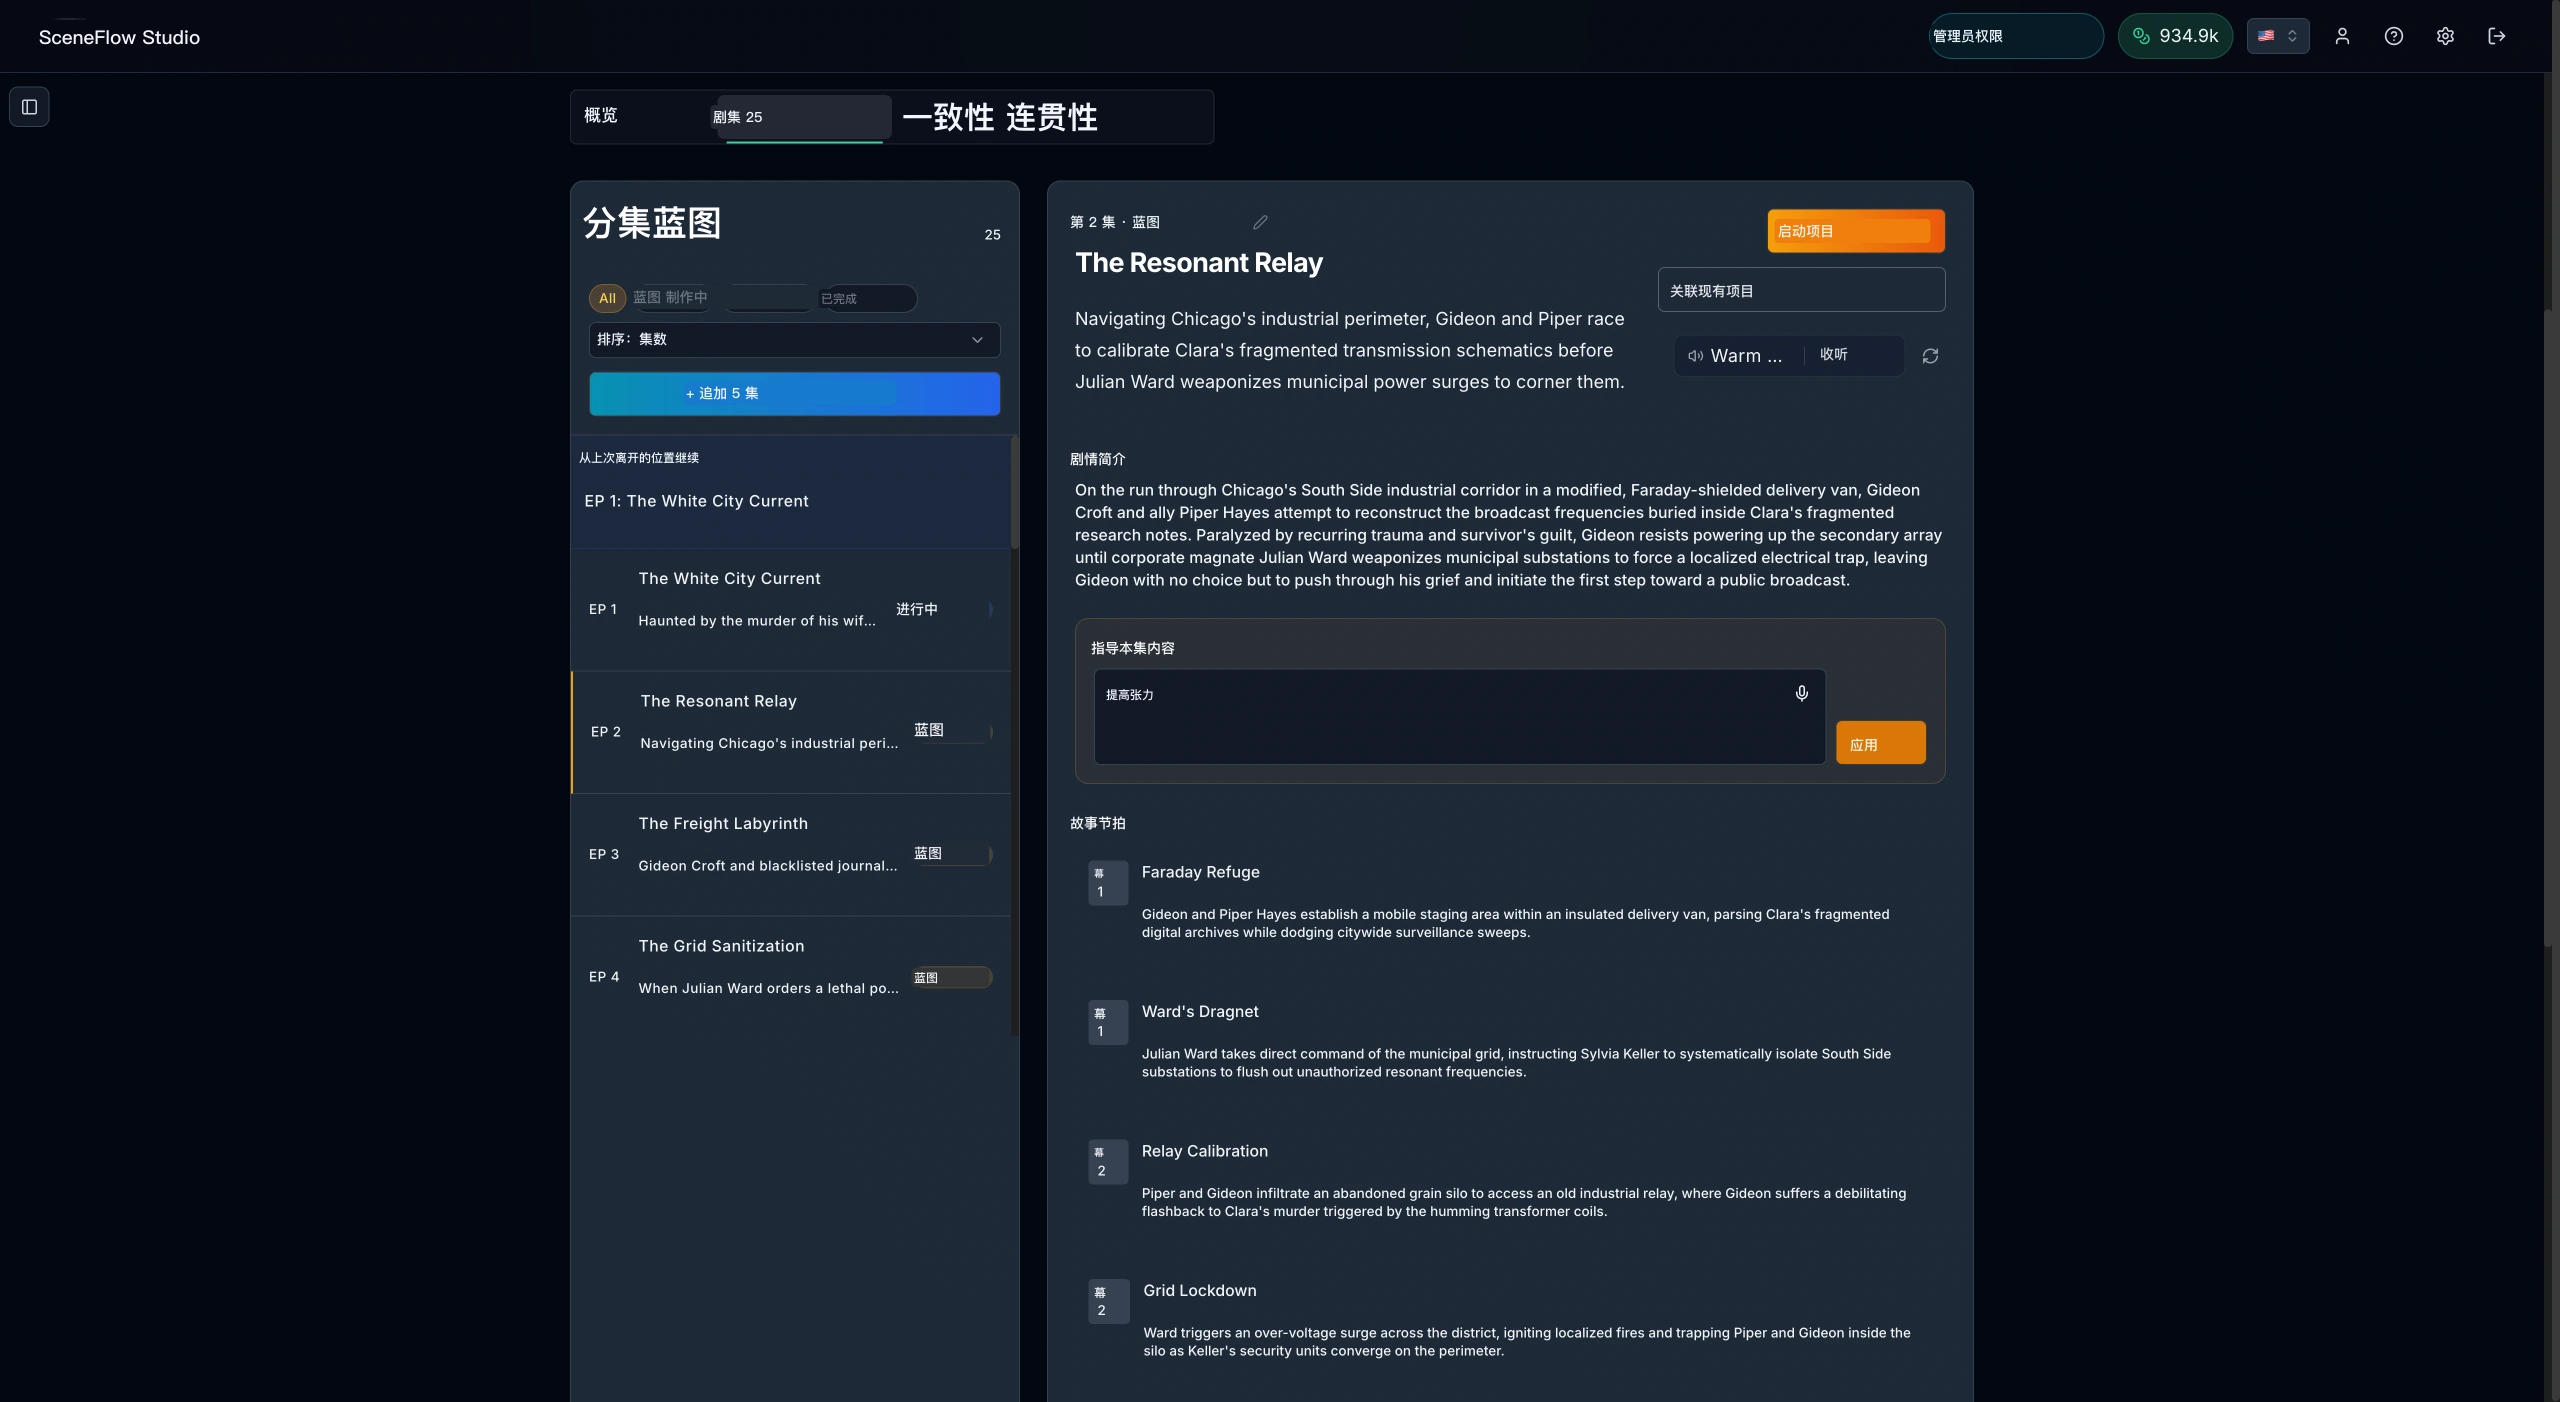 SceneFlow Studio
管理员权限
934.9k
概览
剧集 25
一致性 连贯性
分集蓝图
25
All
蓝图 制作中
已完成
排序：集数
+ 追加 5 集
从上次离开的位置继续
EP 1: The White City Current
The White City Current
EP 1
进行中
Haunted by the murder of his wif...
The Resonant Relay
EP 2
蓝图
Navigating Chicago's industrial peri...
The Freight Labyrinth
EP 3
蓝图
Gideon Croft and blacklisted journal...
The Grid Sanitization
EP 4
蓝图
When Julian Ward orders a lethal po...
第 2 集 · 蓝图
启动项目
The Resonant Relay
关联现有项目
Navigating Chicago's industrial perimeter, Gideon and Piper race
to calibrate Clara's fragmented transmission schematics before
Julian Ward weaponizes municipal power surges to corner them.
Warm ...
收听
剧情简介
On the run through Chicago's South Side industrial corridor in a modified, Faraday-shielded delivery van, Gideon
Croft and ally Piper Hayes attempt to reconstruct the broadcast frequencies buried inside Clara's fragmented
research notes. Paralyzed by recurring trauma and survivor's guilt, Gideon resists powering up the secondary array
until corporate magnate Julian Ward weaponizes municipal substations to force a localized electrical trap, leaving
Gideon with no choice but to push through his grief and initiate the first step toward a public broadcast.
指导本集内容
提高张力
应用
故事节拍
幕
1
Faraday Refuge
Gideon and Piper Hayes establish a mobile staging area within an insulated delivery van, parsing Clara's fragmented
digital archives while dodging citywide surveillance sweeps.
幕
1
Ward's Dragnet
Julian Ward takes direct command of the municipal grid, instructing Sylvia Keller to systematically isolate South Side
substations to flush out unauthorized resonant frequencies.
幕
2
Relay Calibration
Piper and Gideon infiltrate an abandoned grain silo to access an old industrial relay, where Gideon suffers a debilitating
flashback to Clara's murder triggered by the humming transformer coils.
幕
2
Grid Lockdown
Ward triggers an over-voltage surge across the district, igniting localized fires and trapping Piper and Gideon inside the
silo as Keller's security units converge on the perimeter.